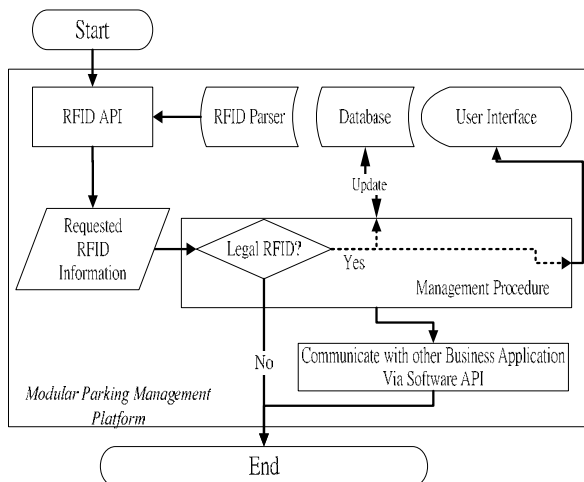 Start
RFID API
RFID Parser
Database
User Interface
Update
Requested
RFID
Information
Legal RFID?
Yes
Management Procedure
No
Communicate with other Business Application
Via Software API
Modular Parking Management
Platform
End